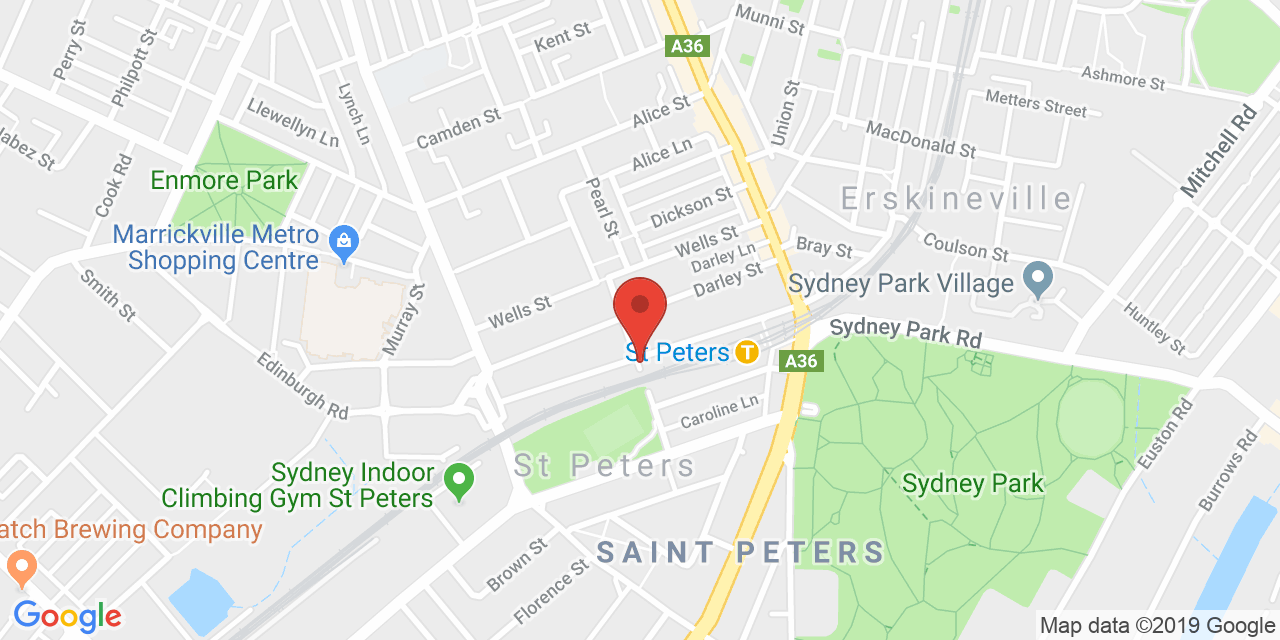 Munni St
Kent St
A36
Perry St
Philpott St
Ashmore St
Metters Street
Lynch Ln
Llewellyn Ln
Camden St
Alice St
Union St
MacDonald St
Mitchell Rd
Alice Ln
Cook Rd
Enmore Park
Pearl St
Dickson St
Erskineville
Marrickville Metro
Shopping Centre
Wells St
Darley Ln
Bray St
Coulson St
Darley St
Sydney Park Village
Smith St
Murray St
Wells St
Huntley St
Sydney Park Rd
St Peters
T
A36
Edinburgh Rd
Caroline Ln
Euston Rd
Burrows Rd
St Peters
Sydney Indoor
Climbing Gym St Peters
Sydney Park
atch Brewing Company
SAINT PETERS
Brown St
Florence St
Google
Map data ©2019 Google